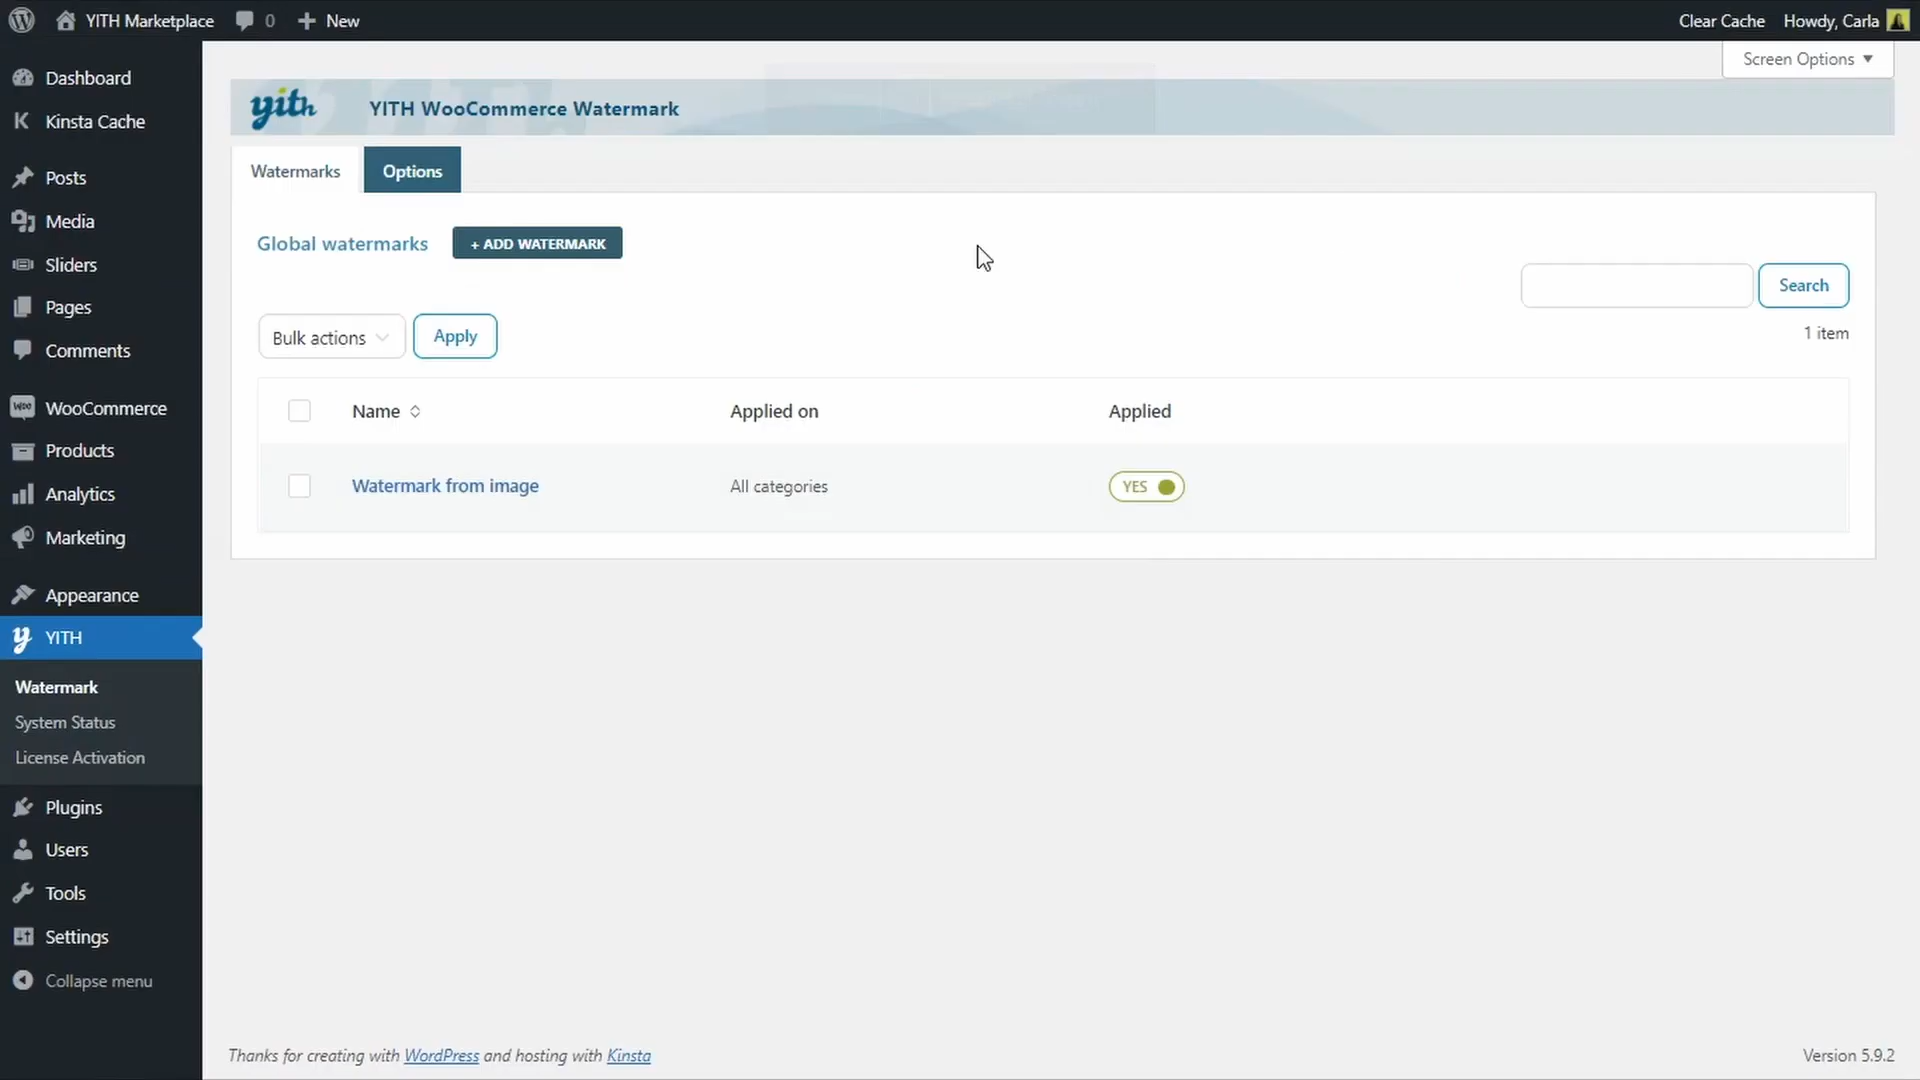 YITH Marketplace 0 New
Clear Cache Howdy, Carla
Screen Options
Dashboard
Kinsta Cache
Posts
Media
Sliders
Pages
Comments
WooCommerce
Products
Analytics
Marketing
Appearance
YITH
Watermark
System Status
License Activation
Plugins
Users
Tools
Settings
Collapse menu
yith YITH WooCommerce Watermark
Watermarks Options
Global watermarks + ADD WATERMARK
Search
Bulk actions Apply
1 item
Name Applied on Applied
Watermark from image All categories YES
Thanks for creating with WordPress and hosting with Kinsta
Version 5.9.2